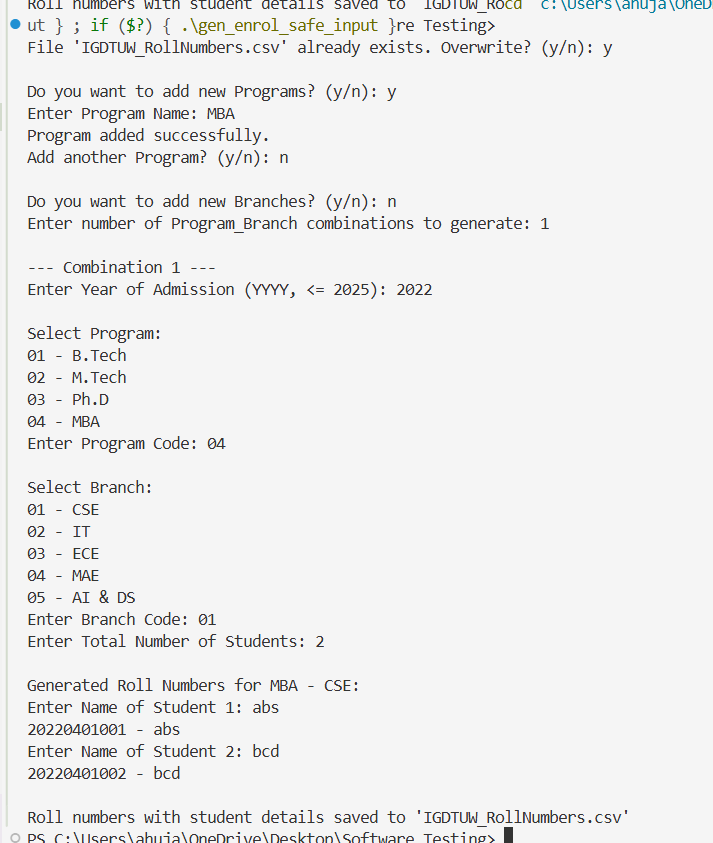 Roll numbers with student details saved to 'IGDTUW_Rocd "c:\Users\ahuja\OneD
ut } ; if ($?) { .\gen_enrol_safe_input }re Testing>
File 'IGDTUW_RollNumbers.csv' already exists. Overwrite? (y/n): y
Do you want to add new Programs? (y/n): y
Enter Program Name: MBA
Program added successfully.
Add another Program? (y/n): n
Do you want to add new Branches? (y/n): n
Enter number of Program_Branch combinations to generate: 1
--- Combination 1 ---
Enter Year of Admission (YYYY, <= 2025): 2022
Select Program:
01 - B.Tech
02 - M.Tech
03 - Ph.D
04 - MBA
Enter Program Code: 04
Select Branch:
01 - CSE
02 - IT
03 - ECE
04 - MAE
05 - AI & DS
Enter Branch Code: 01
Enter Total Number of Students: 2
Generated Roll Numbers for MBA - CSE:
Enter Name of Student 1: abs
20220401001 - abs
Enter Name of Student 2: bcd
20220401002 - bcd
Roll numbers with student details saved to 'IGDTUW_RollNumbers.csv'
PS C:\Users\ahuja\OneDrive\Desktop\Software Testing>